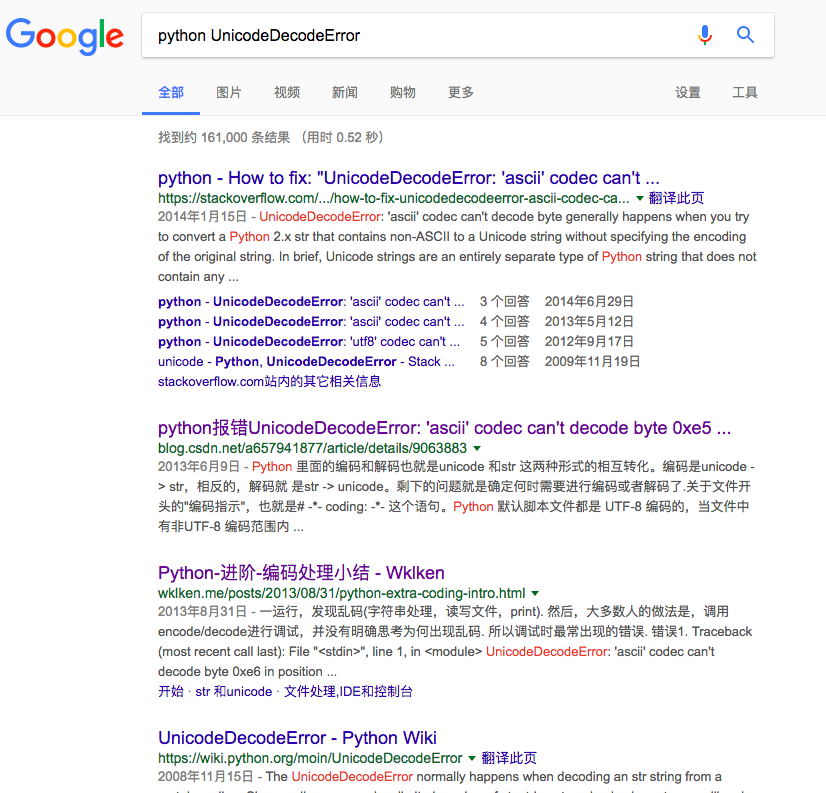 Google
python UnicodeDecodeError
全部 图片 视频 新闻 购物 更多 设置 工具
找到约 161,000 条结果 （用时 0.52 秒）
python - How to fix: "UnicodeDecodeError: 'ascii' codec can't ...
https://stackoverflow.com/.../how-to-fix-unicodedecodeerror-ascii-codec-ca... 翻译此页
2014年1月15日 - UnicodeDecodeError: 'ascii' codec can't decode byte generally happens when you try
to convert a Python 2.x str that contains non-ASCII to a Unicode string without specifying the encoding
of the original string. In brief, Unicode strings are an entirely separate type of Python string that does not
contain any ...
python - UnicodeDecodeError: 'ascii' codec can't ... 3 个回答 2014年6月29日
python - UnicodeDecodeError: 'ascii' codec can't ... 4 个回答 2013年5月12日
python - UnicodeDecodeError: 'utf8' codec can't ... 5 个回答 2012年9月17日
unicode - Python, UnicodeDecodeError - Stack ... 8 个回答 2009年11月19日
stackoverflow.com站内的其它相关信息
python报错UnicodeDecodeError: 'ascii' codec can't decode byte 0xe5 ...
blog.csdn.net/a657941877/article/details/9063883
2013年6月9日 - Python 里面的编码和解码也就是unicode 和str 这两种形式的相互转化。编码是unicode -
> str，相反的，解码就 是str -> unicode。剩下的问题就是确定何时需要进行编码或者解码了.关于文件开
头的"编码指示"，也就是# -*- coding: -*- 这个语句。Python 默认脚本文件都是 UTF-8 编码的，当文件中
有非UTF-8 编码范围内 ...
Python-进阶-编码处理小结 - Wklken
wklken.me/posts/2013/08/31/python-extra-coding-intro.html
2013年8月31日 - 一运行，发现乱码(字符串处理，读写文件，print). 然后，大多数人的做法是，调用
encode/decode进行调试，并没有明确思考为何出现乱码. 所以调试时最常出现的错误. 错误1. Traceback
(most recent call last): File "<stdin>", line 1, in <module> UnicodeDecodeError: 'ascii' codec can't
decode byte 0xe6 in position ...
开始 · str 和unicode · 文件处理,IDE和控制台
UnicodeDecodeError - Python Wiki
https://wiki.python.org/moin/UnicodeDecodeError 翻译此页
2008年11月15日 - The UnicodeDecodeError normally happens when decoding an str string from a